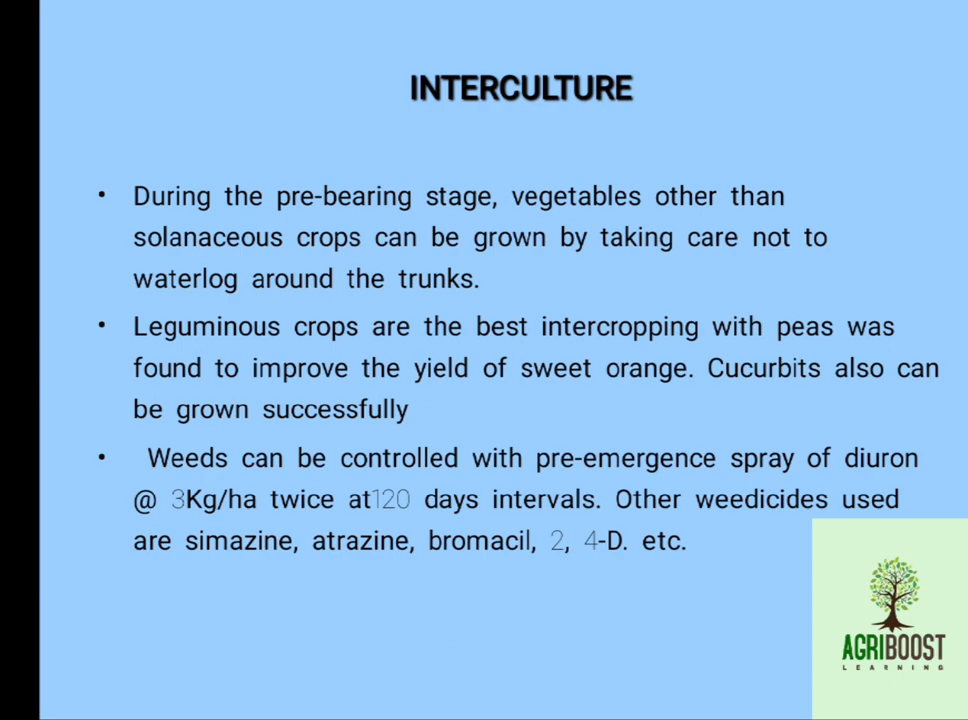 INTERCULTURE
• During the pre-bearing stage, vegetables other than
solanaceous crops can be grown by taking care not to
waterlog around the trunks.
• Leguminous crops are the best intercropping with peas was
found to improve the yield of sweet orange. Cucurbits also can
be grown successfully
• Weeds can be controlled with pre-emergence spray of diuron
@ 3Kg/ha twice at120 days intervals. Other weedicides used
are simazine, atrazine, bromacil, 2, 4-D. etc.
AGRIBOOST
LEARNING